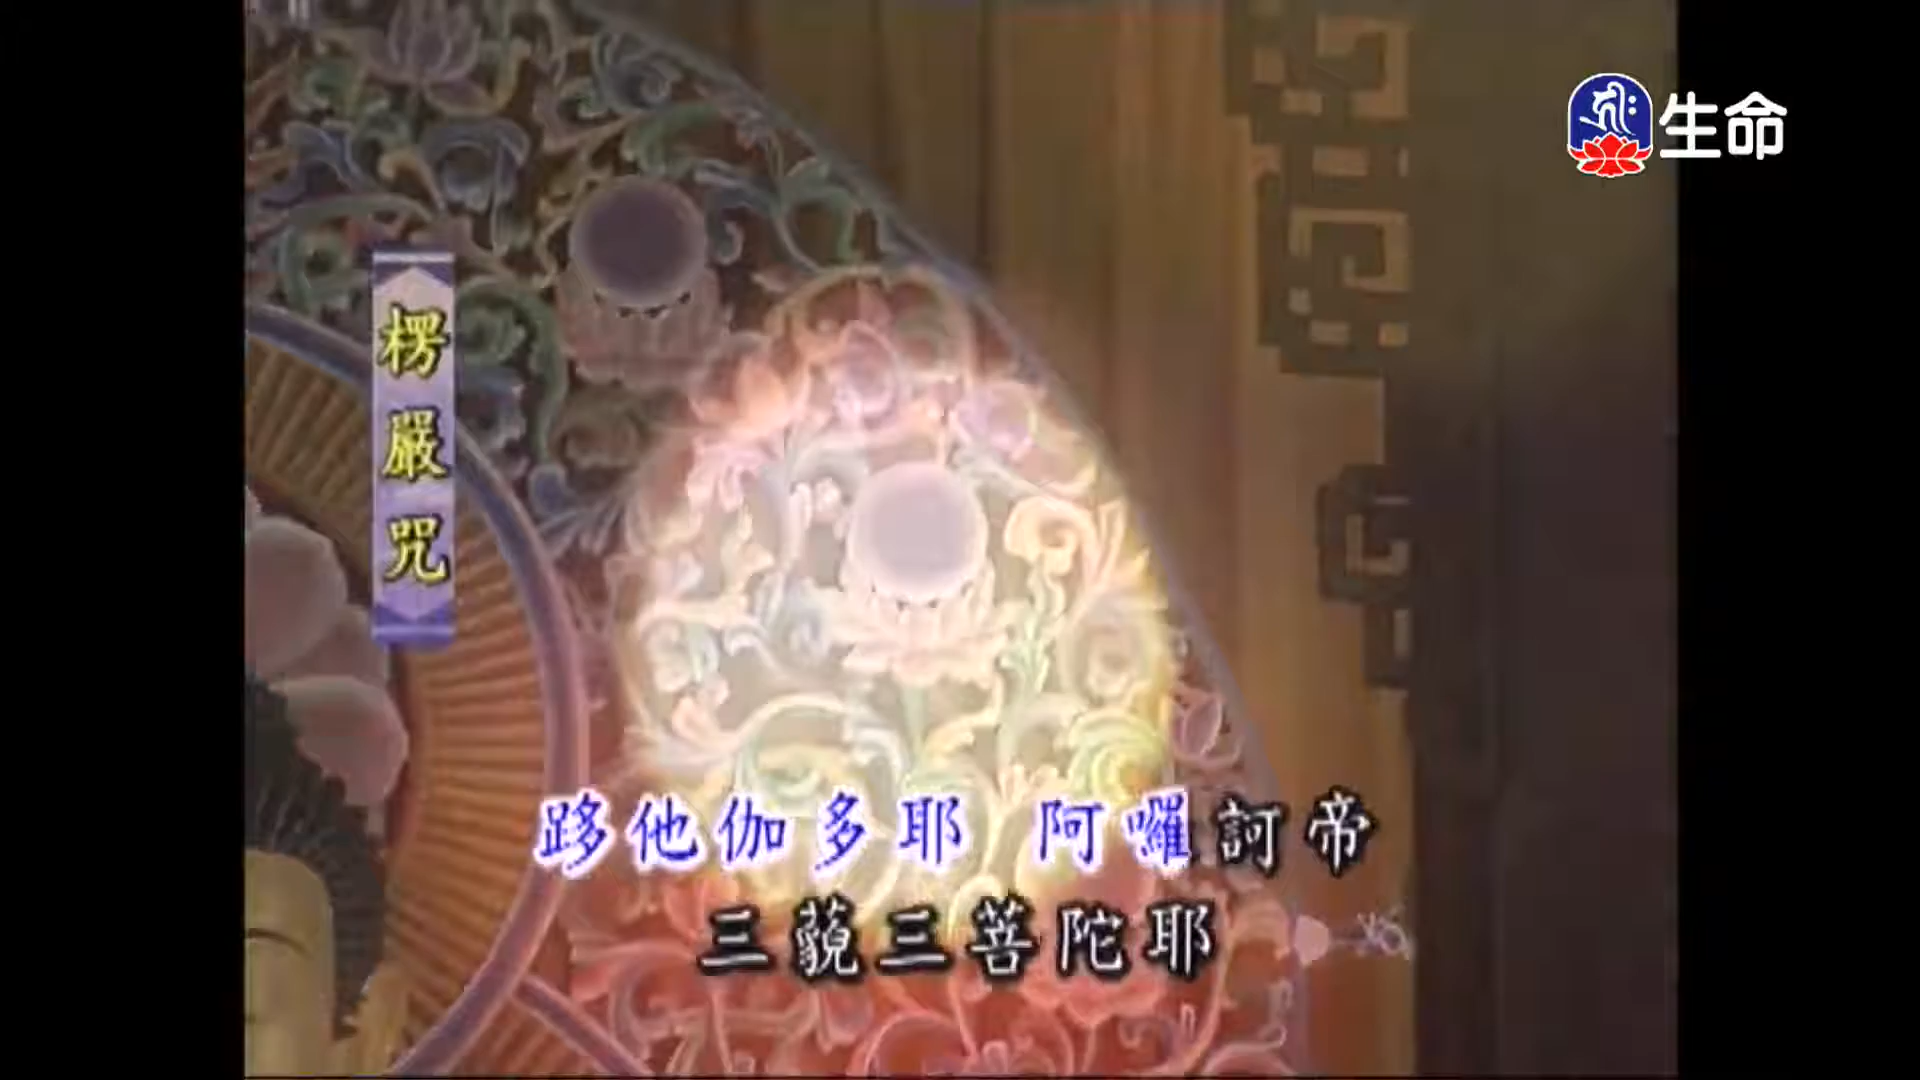 生命
楞嚴咒
跢他伽多耶 阿囉訶帝
三藐三菩陀耶